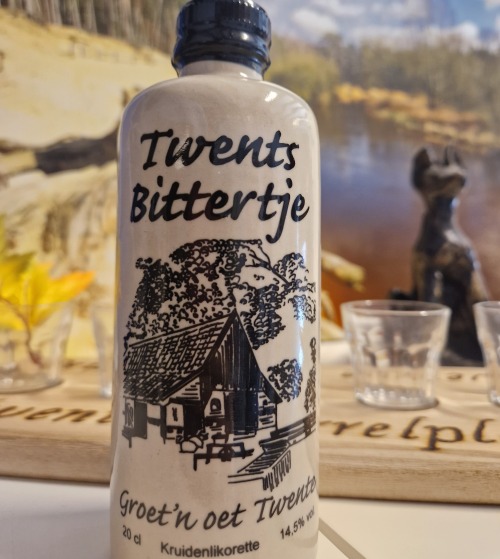 Twents
Bittertje
Groet'n oet Twente
20 cl Kruidenlikorette 14,5% vol